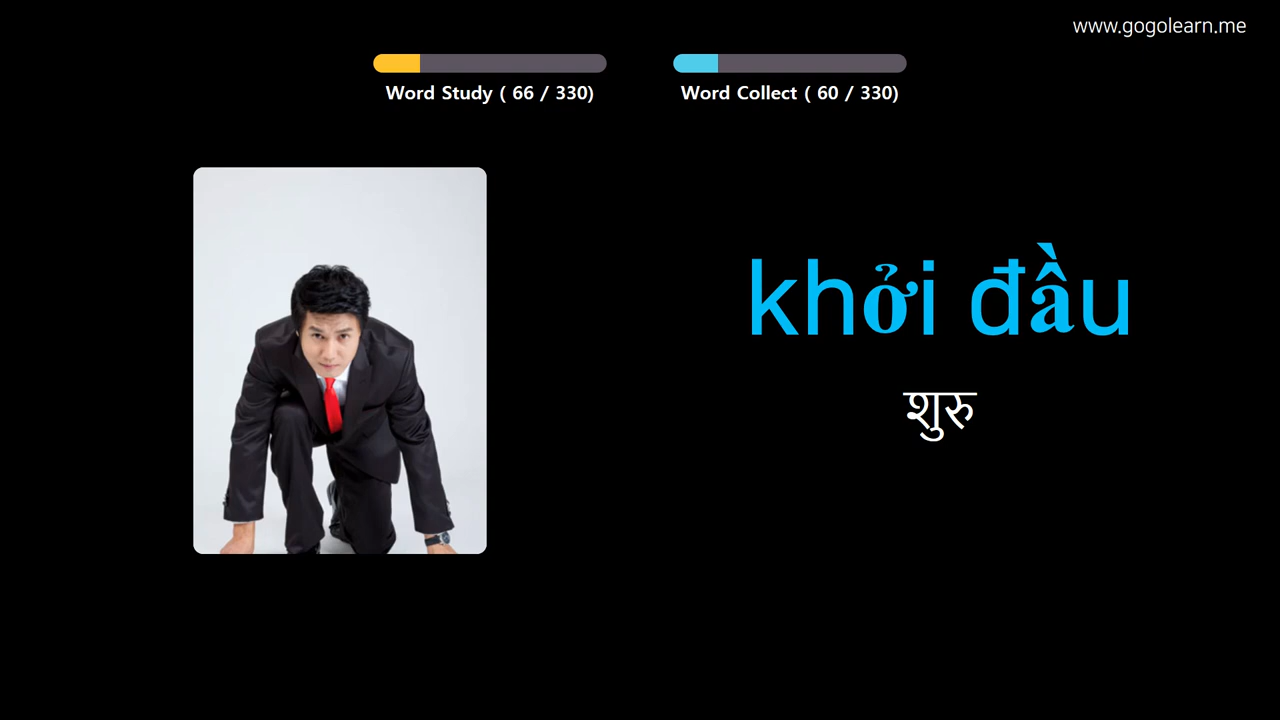 www.gogolearn.me
Word Study ( 66 / 330)
Word Collect ( 60 / 330)
khởi đầu
शुरु